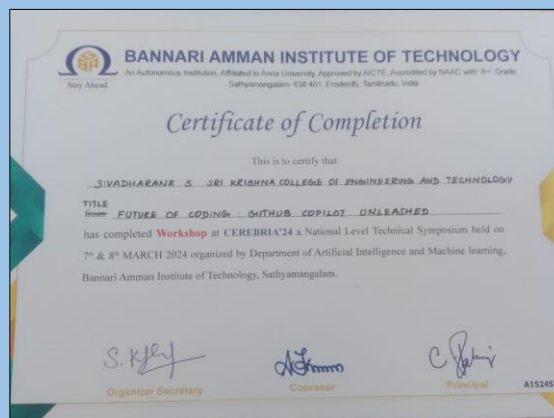 BANNARI AMMAN INSTITUTE OF TECHNOLOGY
An Autonomous Institution, Affiliated to Anna University, Approved by AICTE, Accredited by NAAC with 'A+' Grade,
Stay Ahead
Sathyamangalam- 638 401, Erode(dt), Tamilnadu, India
Certificate of Completion
This is to certify that
SIVADHARANE S SRI KRISHNA COLLEGE OF ENGINEERING AND TECHNOLOGY
TITLE
from FUTURE OF CODING : GITHUB COPILOT UNLEASHED
has completed Workshop at CEREBRIA'24 a National Level Technical Symposium held on
7th & 8th MARCH 2024 organized by Department of Artificial Intelligence and Machine learning,
Bannari Amman Institute of Technology, Sathyamangalam.
Organizer Secretary
Convener
Principal